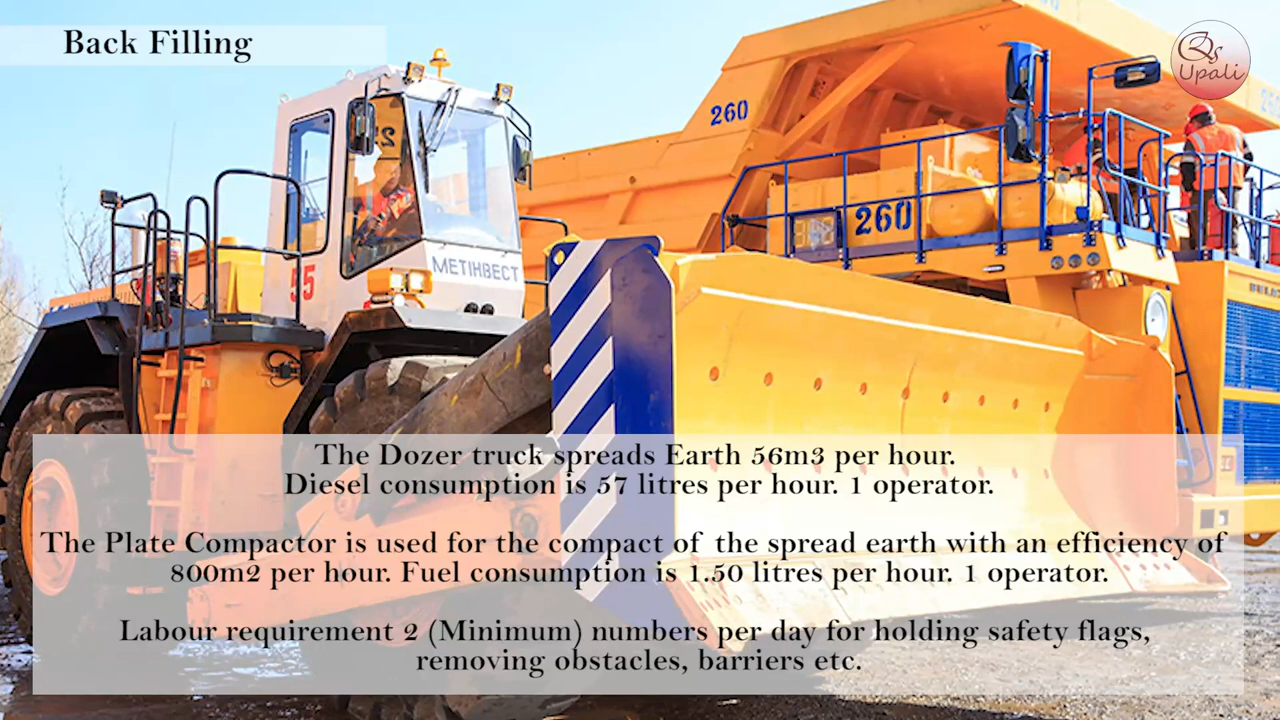 Back Filling
Qs
Upali
260
260
55
МЕТІНВЕСТ
The Dozer truck spreads Earth 56m3 per hour.
Diesel consumption is 57 litres per hour. 1 operator.
The Plate Compactor is used for the compact of the spread earth with an efficiency of
800m2 per hour. Fuel consumption is 1.50 litres per hour. 1 operator.
Labour requirement 2 (Minimum) numbers per day for holding safety flags,
removing obstacles, barriers etc.